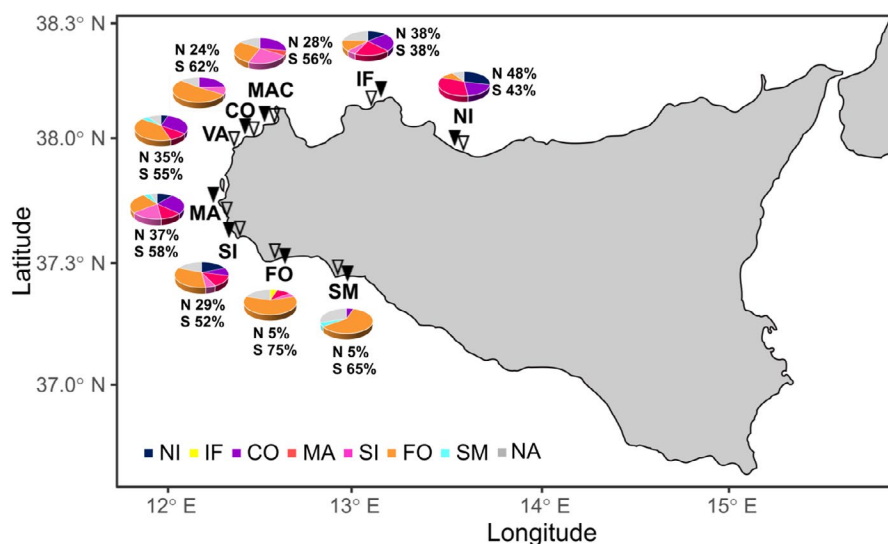 38.3° N
38.0° N
37.3° N
37.0° N
Latitude
N 24%
S 62%
N 28%
S 56%
N 38%
S 38%
N 48%
S 43%
MAC
CO
VA
IF
NI
N 35%
S 55%
MA
N 37%
S 58%
SI
FO
SM
N 29%
S 52%
N 5%
S 75%
N 5%
S 65%
NI IF CO MA SI FO SM NA
12° E 13° E 14° E 15° E
Longitude